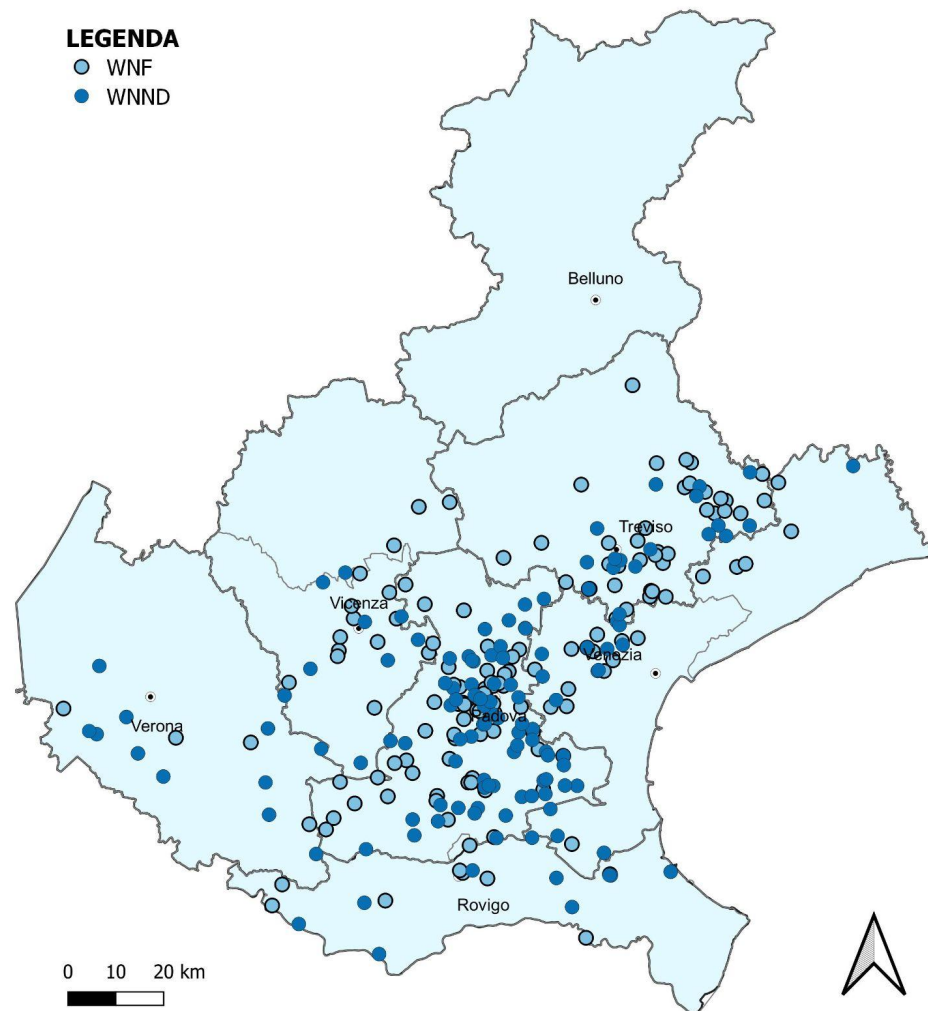 LEGENDA
WNF
WNND
Belluno
Treviso
Vicenza
Venezia
Verona
Padova
Rovigo
0 10 20 km